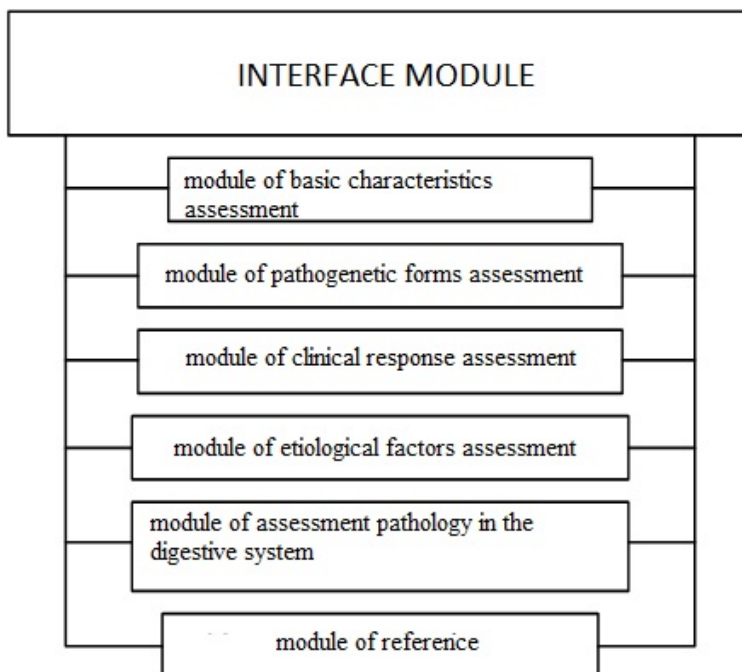 INTERFACE MODULE
module of basic characteristics
assessment
module of pathogenetic forms assessment
module of clinical response assessment
module of etiological factors assessment
module of assessment pathology in the
digestive system
module of reference